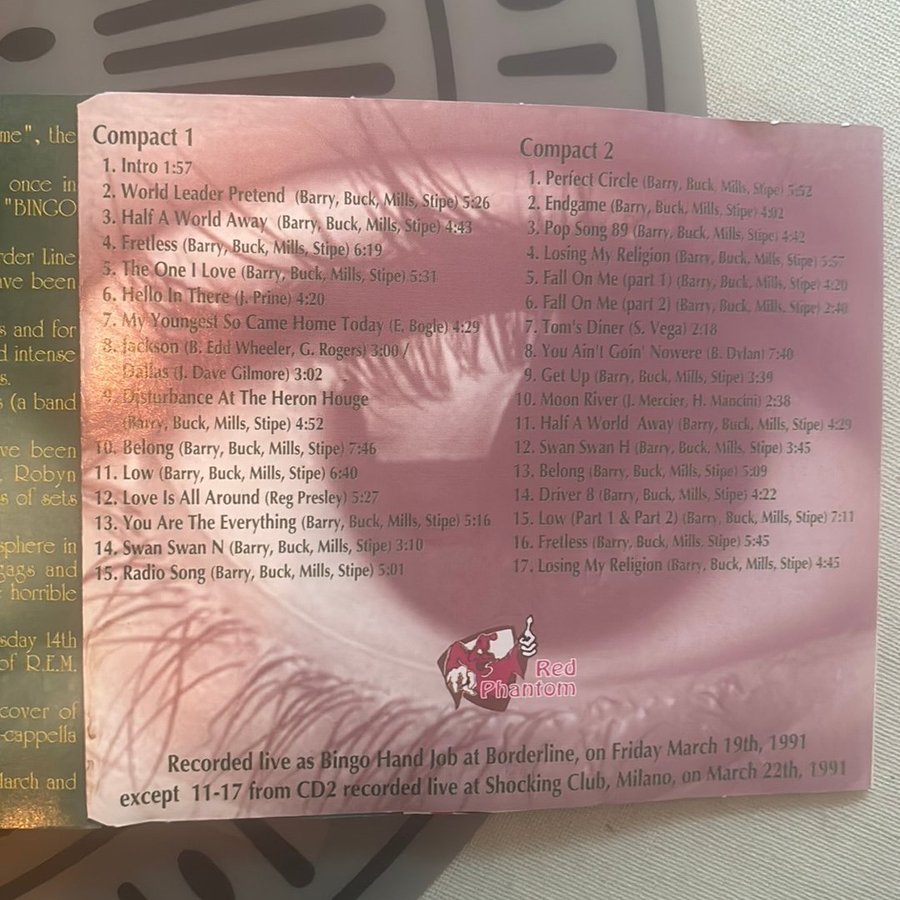 me", the
once in
"BINGO
rder Line
ave been
s and for
d intense
s.
s (a band
ve been
. Robyn
s of sets
sphere in
gags and
horrible
sday 14th
of R.E.M.
cover of
-cappella
March and
Compact 1
1. Intro 1:57
2. World Leader Pretend (Barry, Buck, Mills, Stipe) 5:26
3. Half A World Away (Barry, Buck, Mills, Stipe) 4:43
4. Fretless (Barry, Buck, Mills, Stipe) 6:19
5. The One I Love (Barry, Buck, Mills, Stipe) 5:31
6. Hello In There (J. Prine) 4:20
7. My Youngest So Came Home Today (E. Bogle) 4:29
8. Jackson (B. Edd Wheeler, G. Rogers) 3:00 /
Dallas (J. Dave Gilmore) 3:02
9. Disturbance At The Heron Houge
(Barry, Buck, Mills, Stipe) 4:52
10. Belong (Barry, Buck, Mills, Stipe) 7:46
11. Low (Barry, Buck, Mills, Stipe) 6:40
12. Love Is All Around (Reg Presley) 5:27
13. You Are The Everything (Barry, Buck, Mills, Stipe) 5:16
14. Swan Swan N (Barry, Buck, Mills, Stipe) 3:10
15. Radio Song (Barry, Buck, Mills, Stipe) 5:01
Compact 2
1. Perfect Circle (Barry, Buck, Mills, Stipe) 5:52
2. Endgame (Barry, Buck, Mills, Stipe) 4:02
3. Pop Song 89 (Barry, Buck, Mills, Stipe) 4:42
4. Losing My Religion (Barry, Buck, Mills, Stipe) 5:57
5. Fall On Me (part 1) (Barry, Buck, Mills, Stipe) 4:20
6. Fall On Me (part 2) (Barry, Buck, Mills, Stipe) 2:40
7. Tom's Diner (S. Vega) 2:18
8. You Ain't Goin' Nowere (B. Dylan) 7:40
9. Get Up (Barry, Buck, Mills, Stipe) 3:39
10. Moon River (J. Mercier, H. Mancini) 2:38
11. Half A World Away (Barry, Buck, Mills, Stipe) 4:29
12. Swan Swan H (Barry, Buck, Mills, Stipe) 3:45
13. Belong (Barry, Buck, Mills, Stipe) 5:09
14. Driver 8 (Barry, Buck, Mills, Stipe) 4:22
15. Low (Part 1 & Part 2) (Barry, Buck, Mills, Stipe) 7:11
16. Fretless (Barry, Buck, Mills, Stipe) 5:45
17. Losing My Religion (Barry, Buck, Mills, Stipe) 4:45
Red
Phantom
Recorded live as Bingo Hand Job at Borderline, on Friday March 19th, 1991
except 11-17 from CD2 recorded live at Shocking Club, Milano, on March 22th, 1991